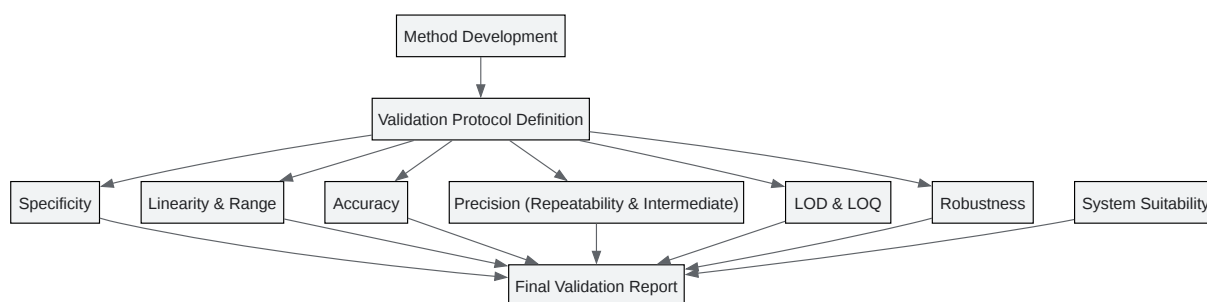 Method Development
Validation Protocol Definition
Specificity
Linearity & Range
Accuracy
Precision (Repeatability & Intermediate)
LOD & LOQ
Robustness
System Suitability
Final Validation Report